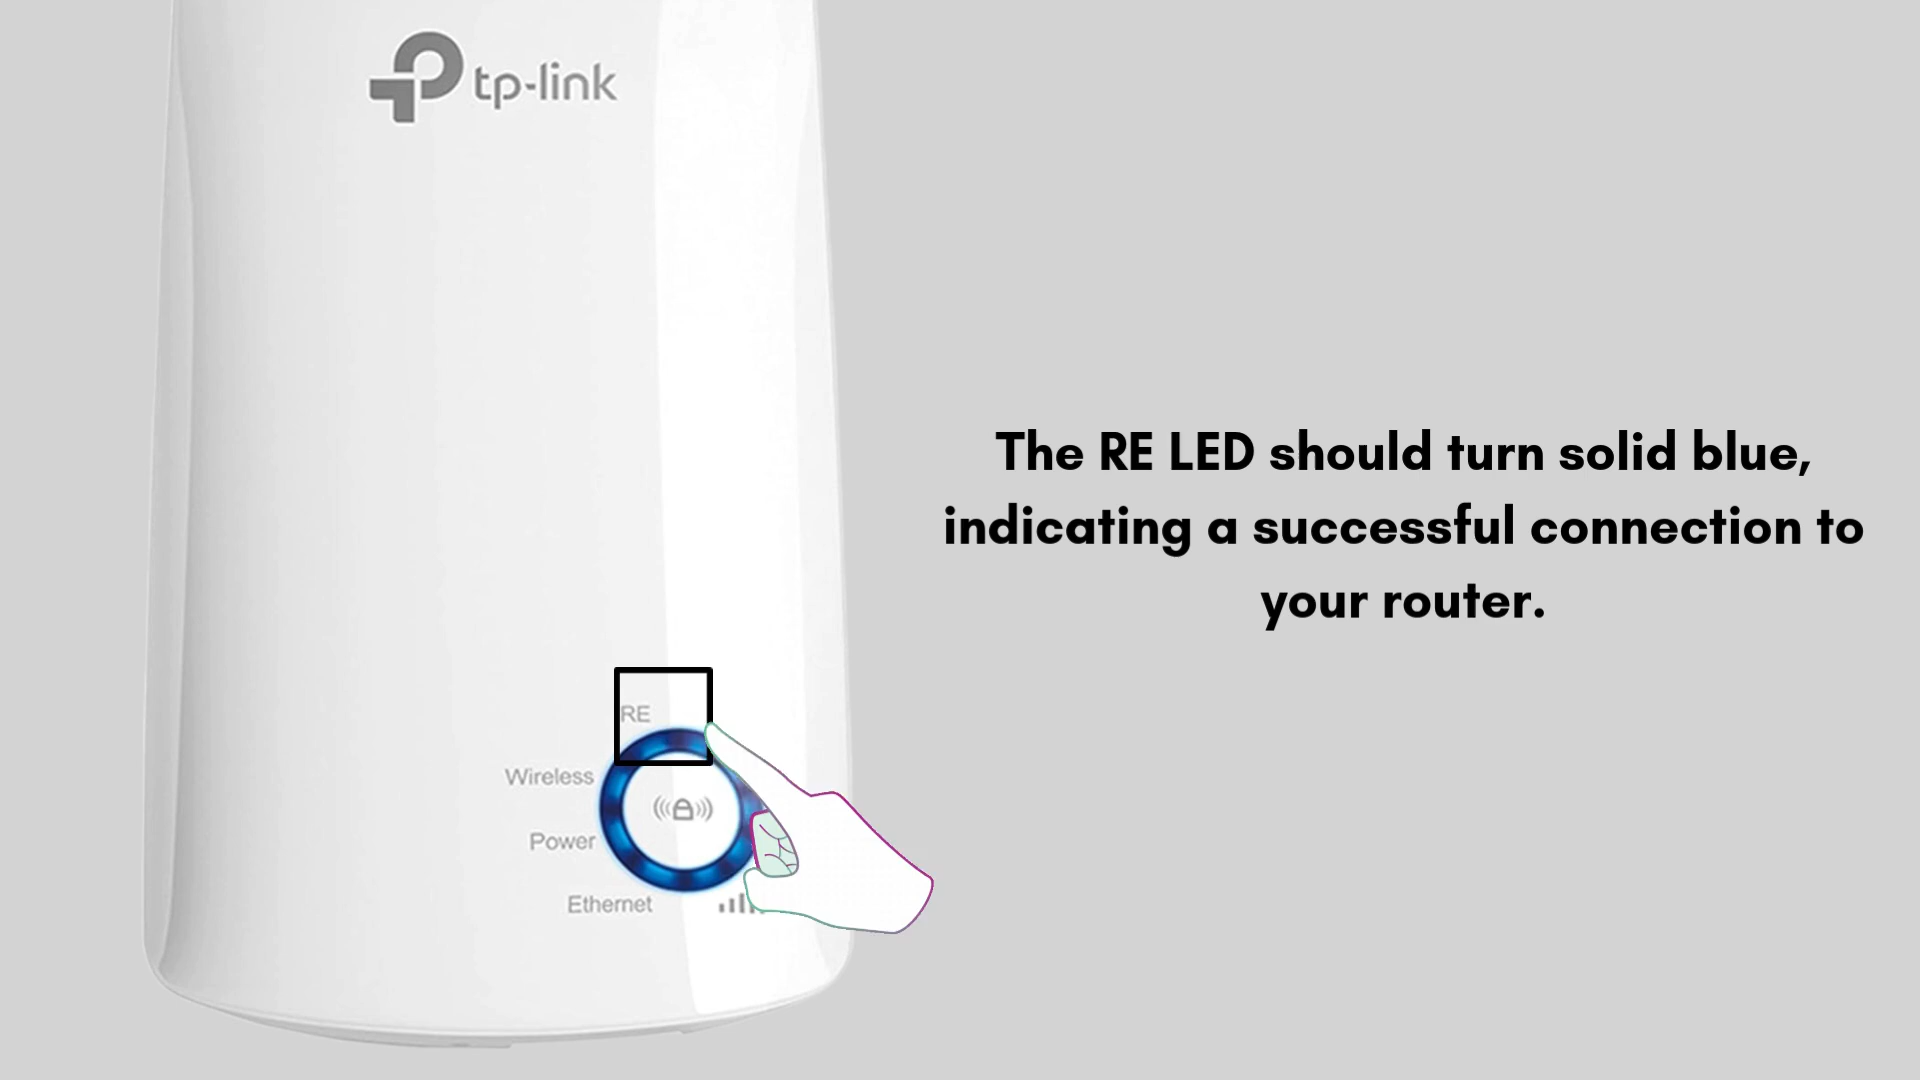 tp-link
The RE LED should turn solid blue,
indicating a successful connection to
your router.
RE
Wireless
Power
Ethernet